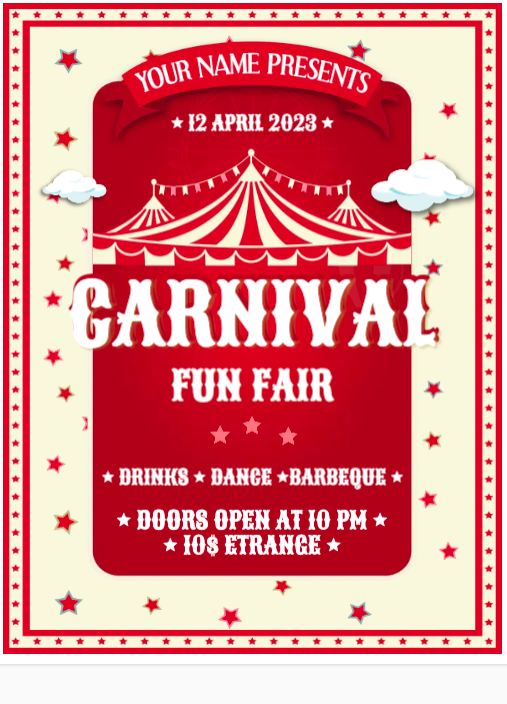 YOUR NAME PRESENTS
12 APRIL 2023
CARNIVAL
FUN FAIR
DRINKS ★ DANCE ★BARBEQUE
DOORS OPEN AT 10 PM
10$ ETRANGE